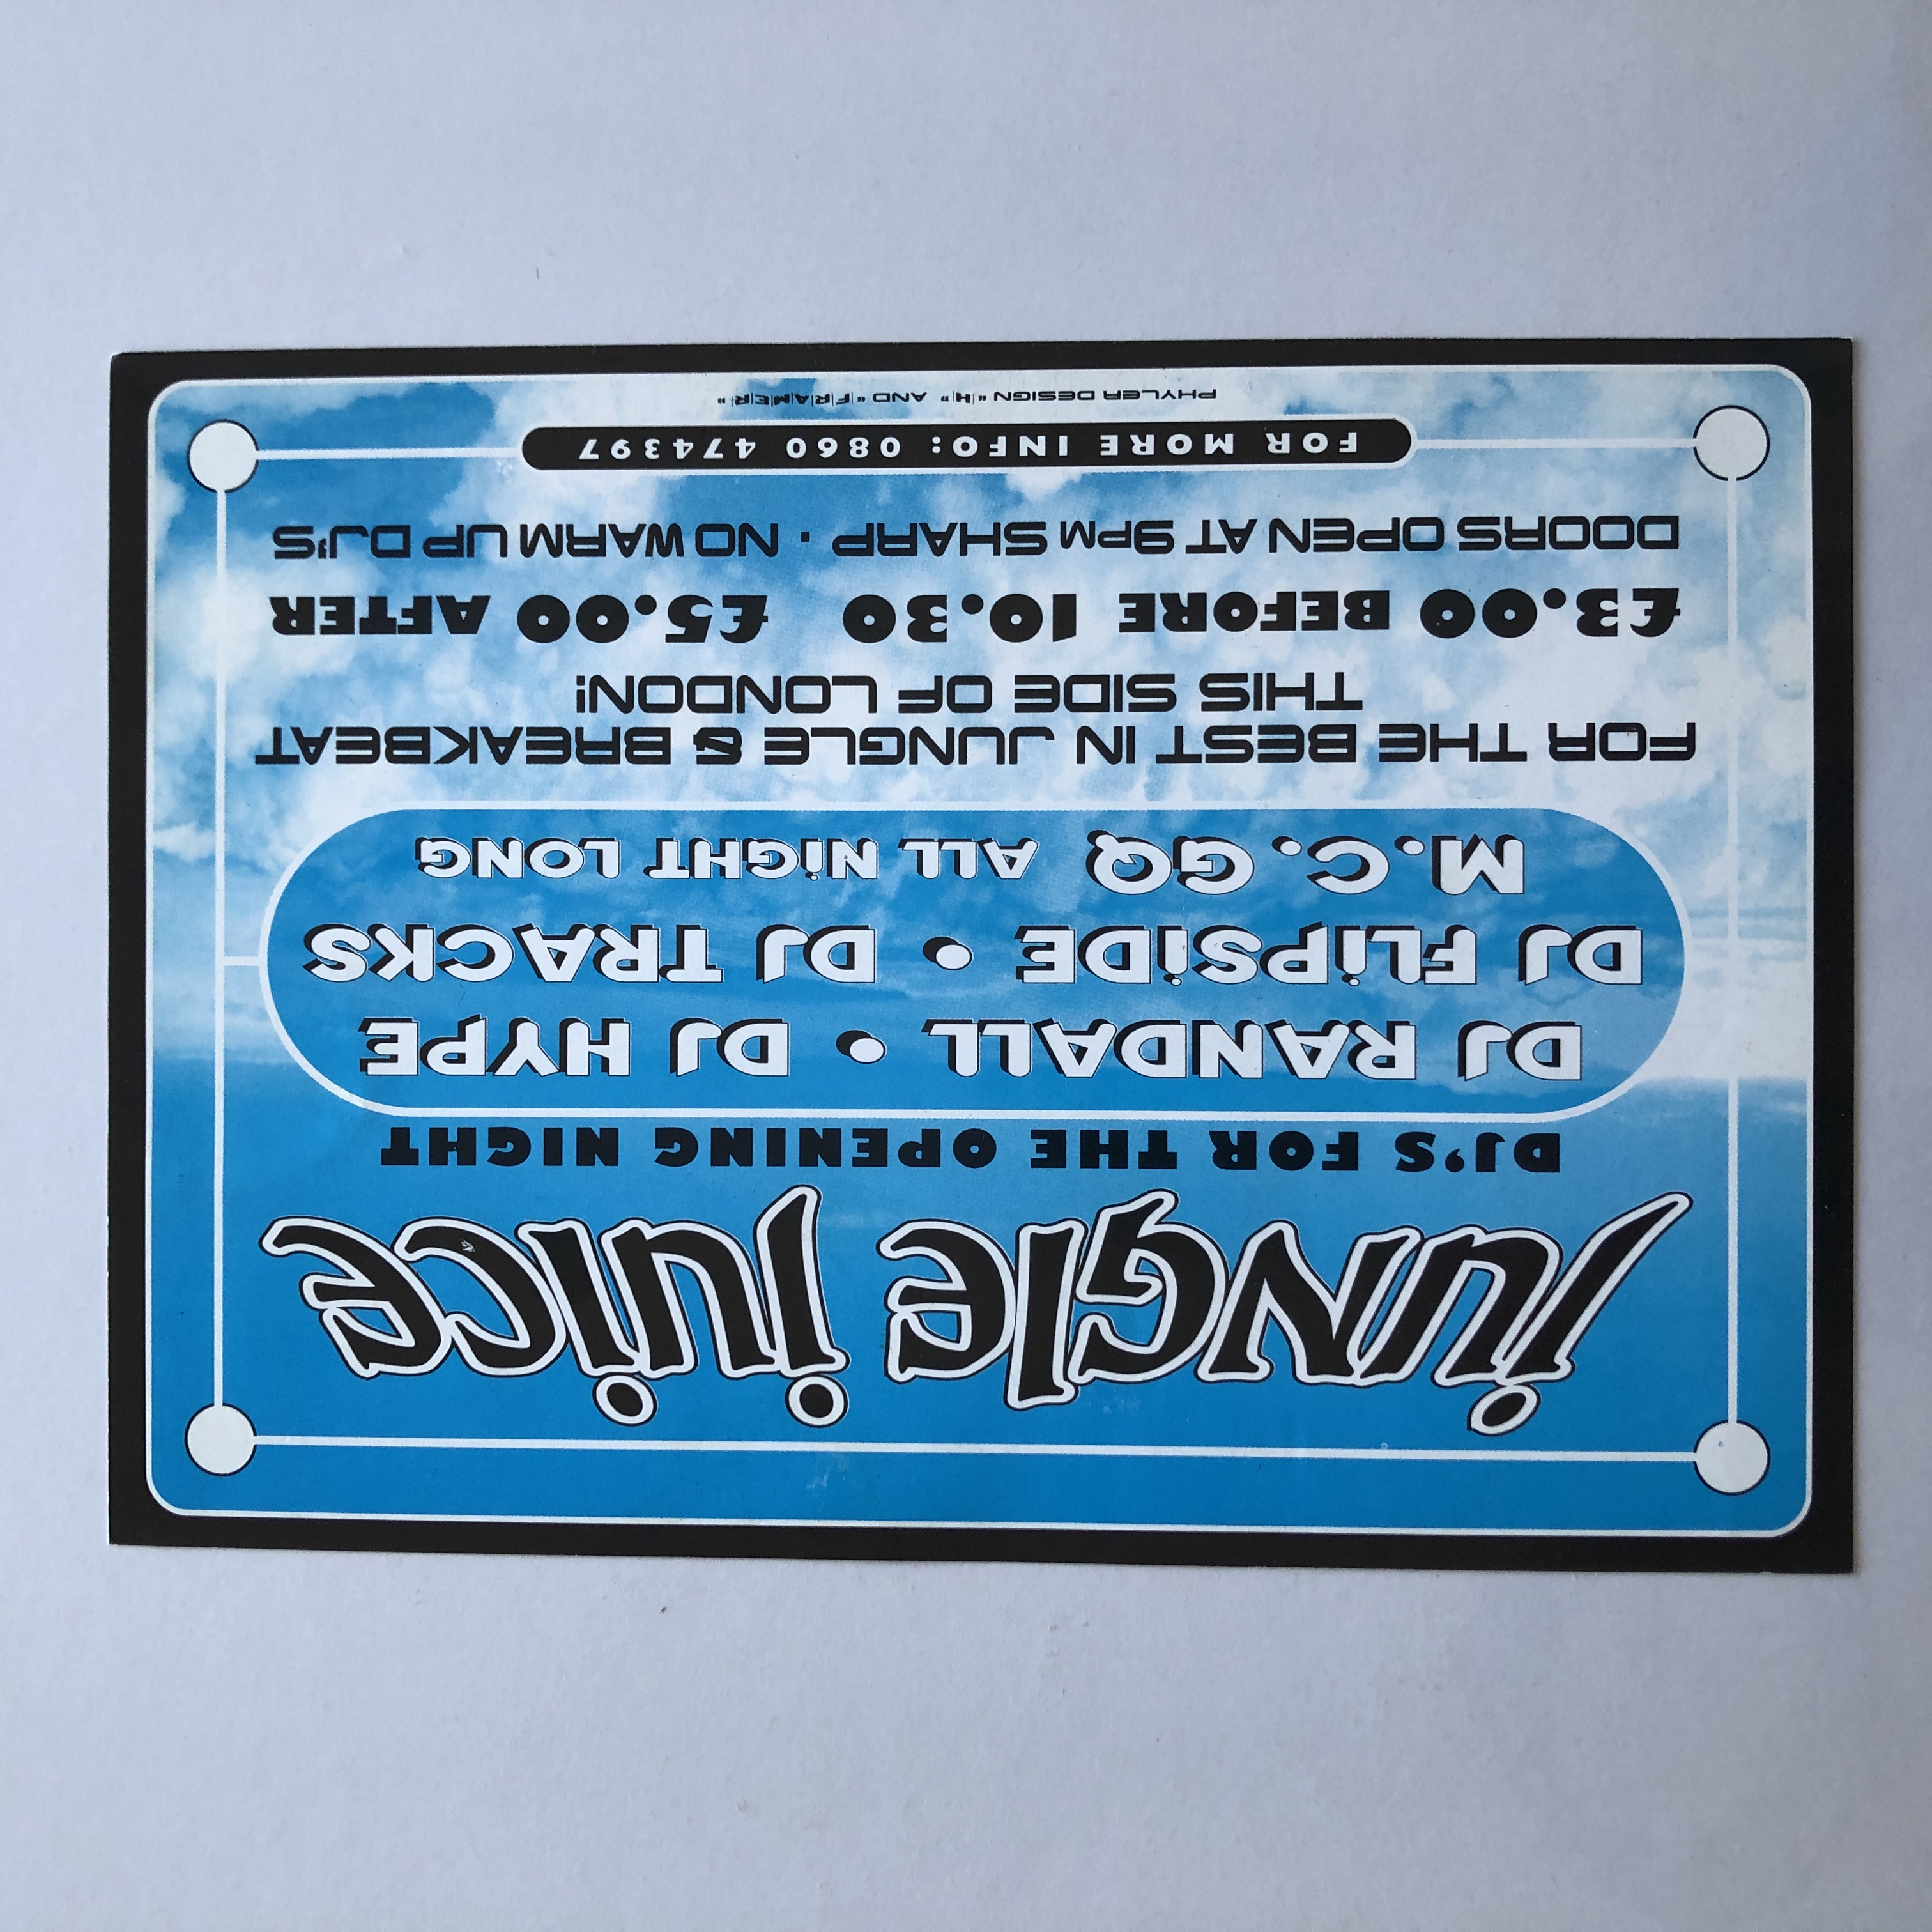 jungle juice
DJ'S FOR THE OPENING NIGHT
DJ RANDALL • DJ HYPE
DJ FLiPSiDE • DJ TRACKS
M.C. GQ ALL NiGHT LONG
FOR THE BEST IN JUNGLE & BREAKBEAT
THIS SIDE OF LONDON!
£3.00 BEFORE 10.30 £5.00 AFTER
DOORS OPEN AT 9PM SHARP · NO WARM UP DJ'S
FOR MORE INFO: 0860 474397
PHYLER DESIGN "H" AND "FRAMER"